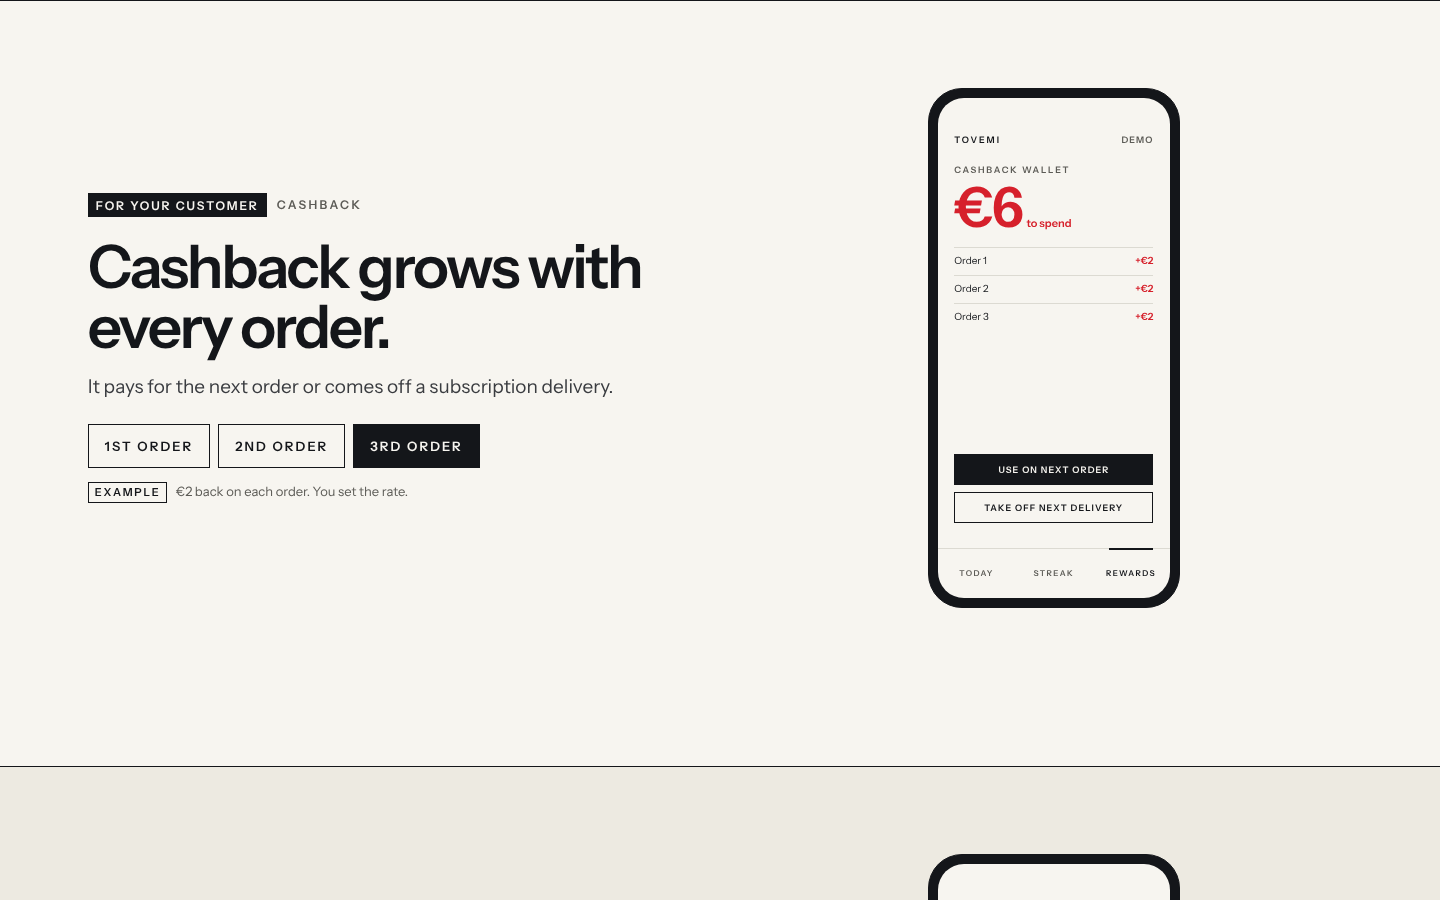 FOR YOUR CUSTOMER CASHBACK
Cashback grows with
every order.
It pays for the next order or comes off a subscription delivery.
1ST ORDER 2ND ORDER 3RD ORDER
EXAMPLE €2 back on each order. You set the rate.
TOVEMI DEMO
CASHBACK WALLET
€6 to spend
Order 1 +€2
Order 2 +€2
Order 3 +€2
USE ON NEXT ORDER
TAKE OFF NEXT DELIVERY
TODAY STREAK REWARDS